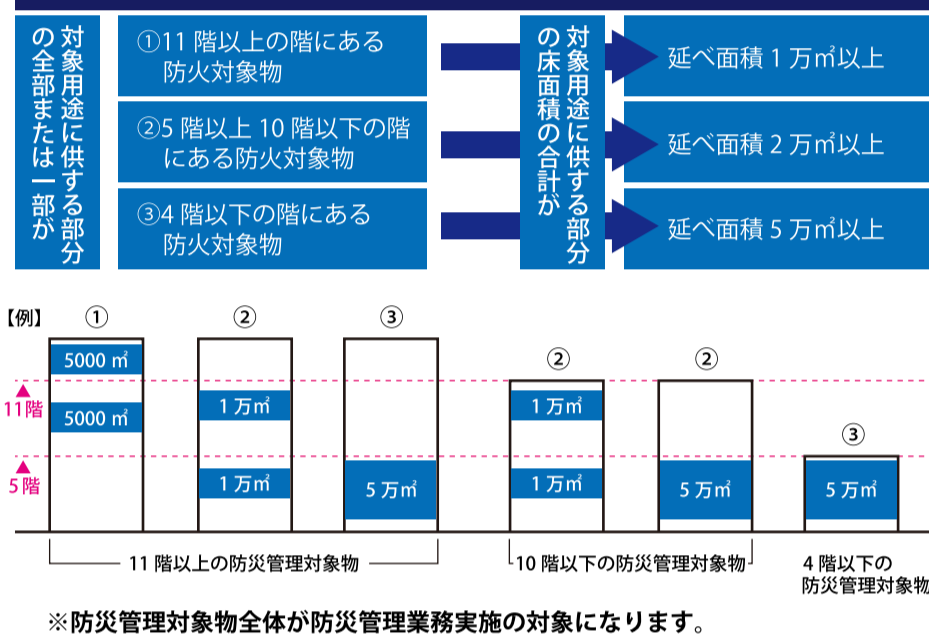 対象用途に供する部分
の全部または一部が
①11 階以上の階にある
防火対象物
②5 階以上 10 階以下の階
にある防火対象物
③4 階以下の階にある
防火対象物
対象用途に供する部分
の床面積の合計が
延べ面積 1 万㎡以上
延べ面積 2 万㎡以上
延べ面積 5 万㎡以上
【例】
① ② ③ ② ② ③
▲
11階
▲
5階
5000 ㎡
5000 ㎡
1 万㎡
1 万㎡
5 万㎡
1 万㎡
1 万㎡
5 万㎡
5 万㎡
11 階以上の防災管理対象物
10 階以下の防災管理対象物
4 階以下の
防災管理対象物
※防災管理対象物全体が防災管理業務実施の対象になります。